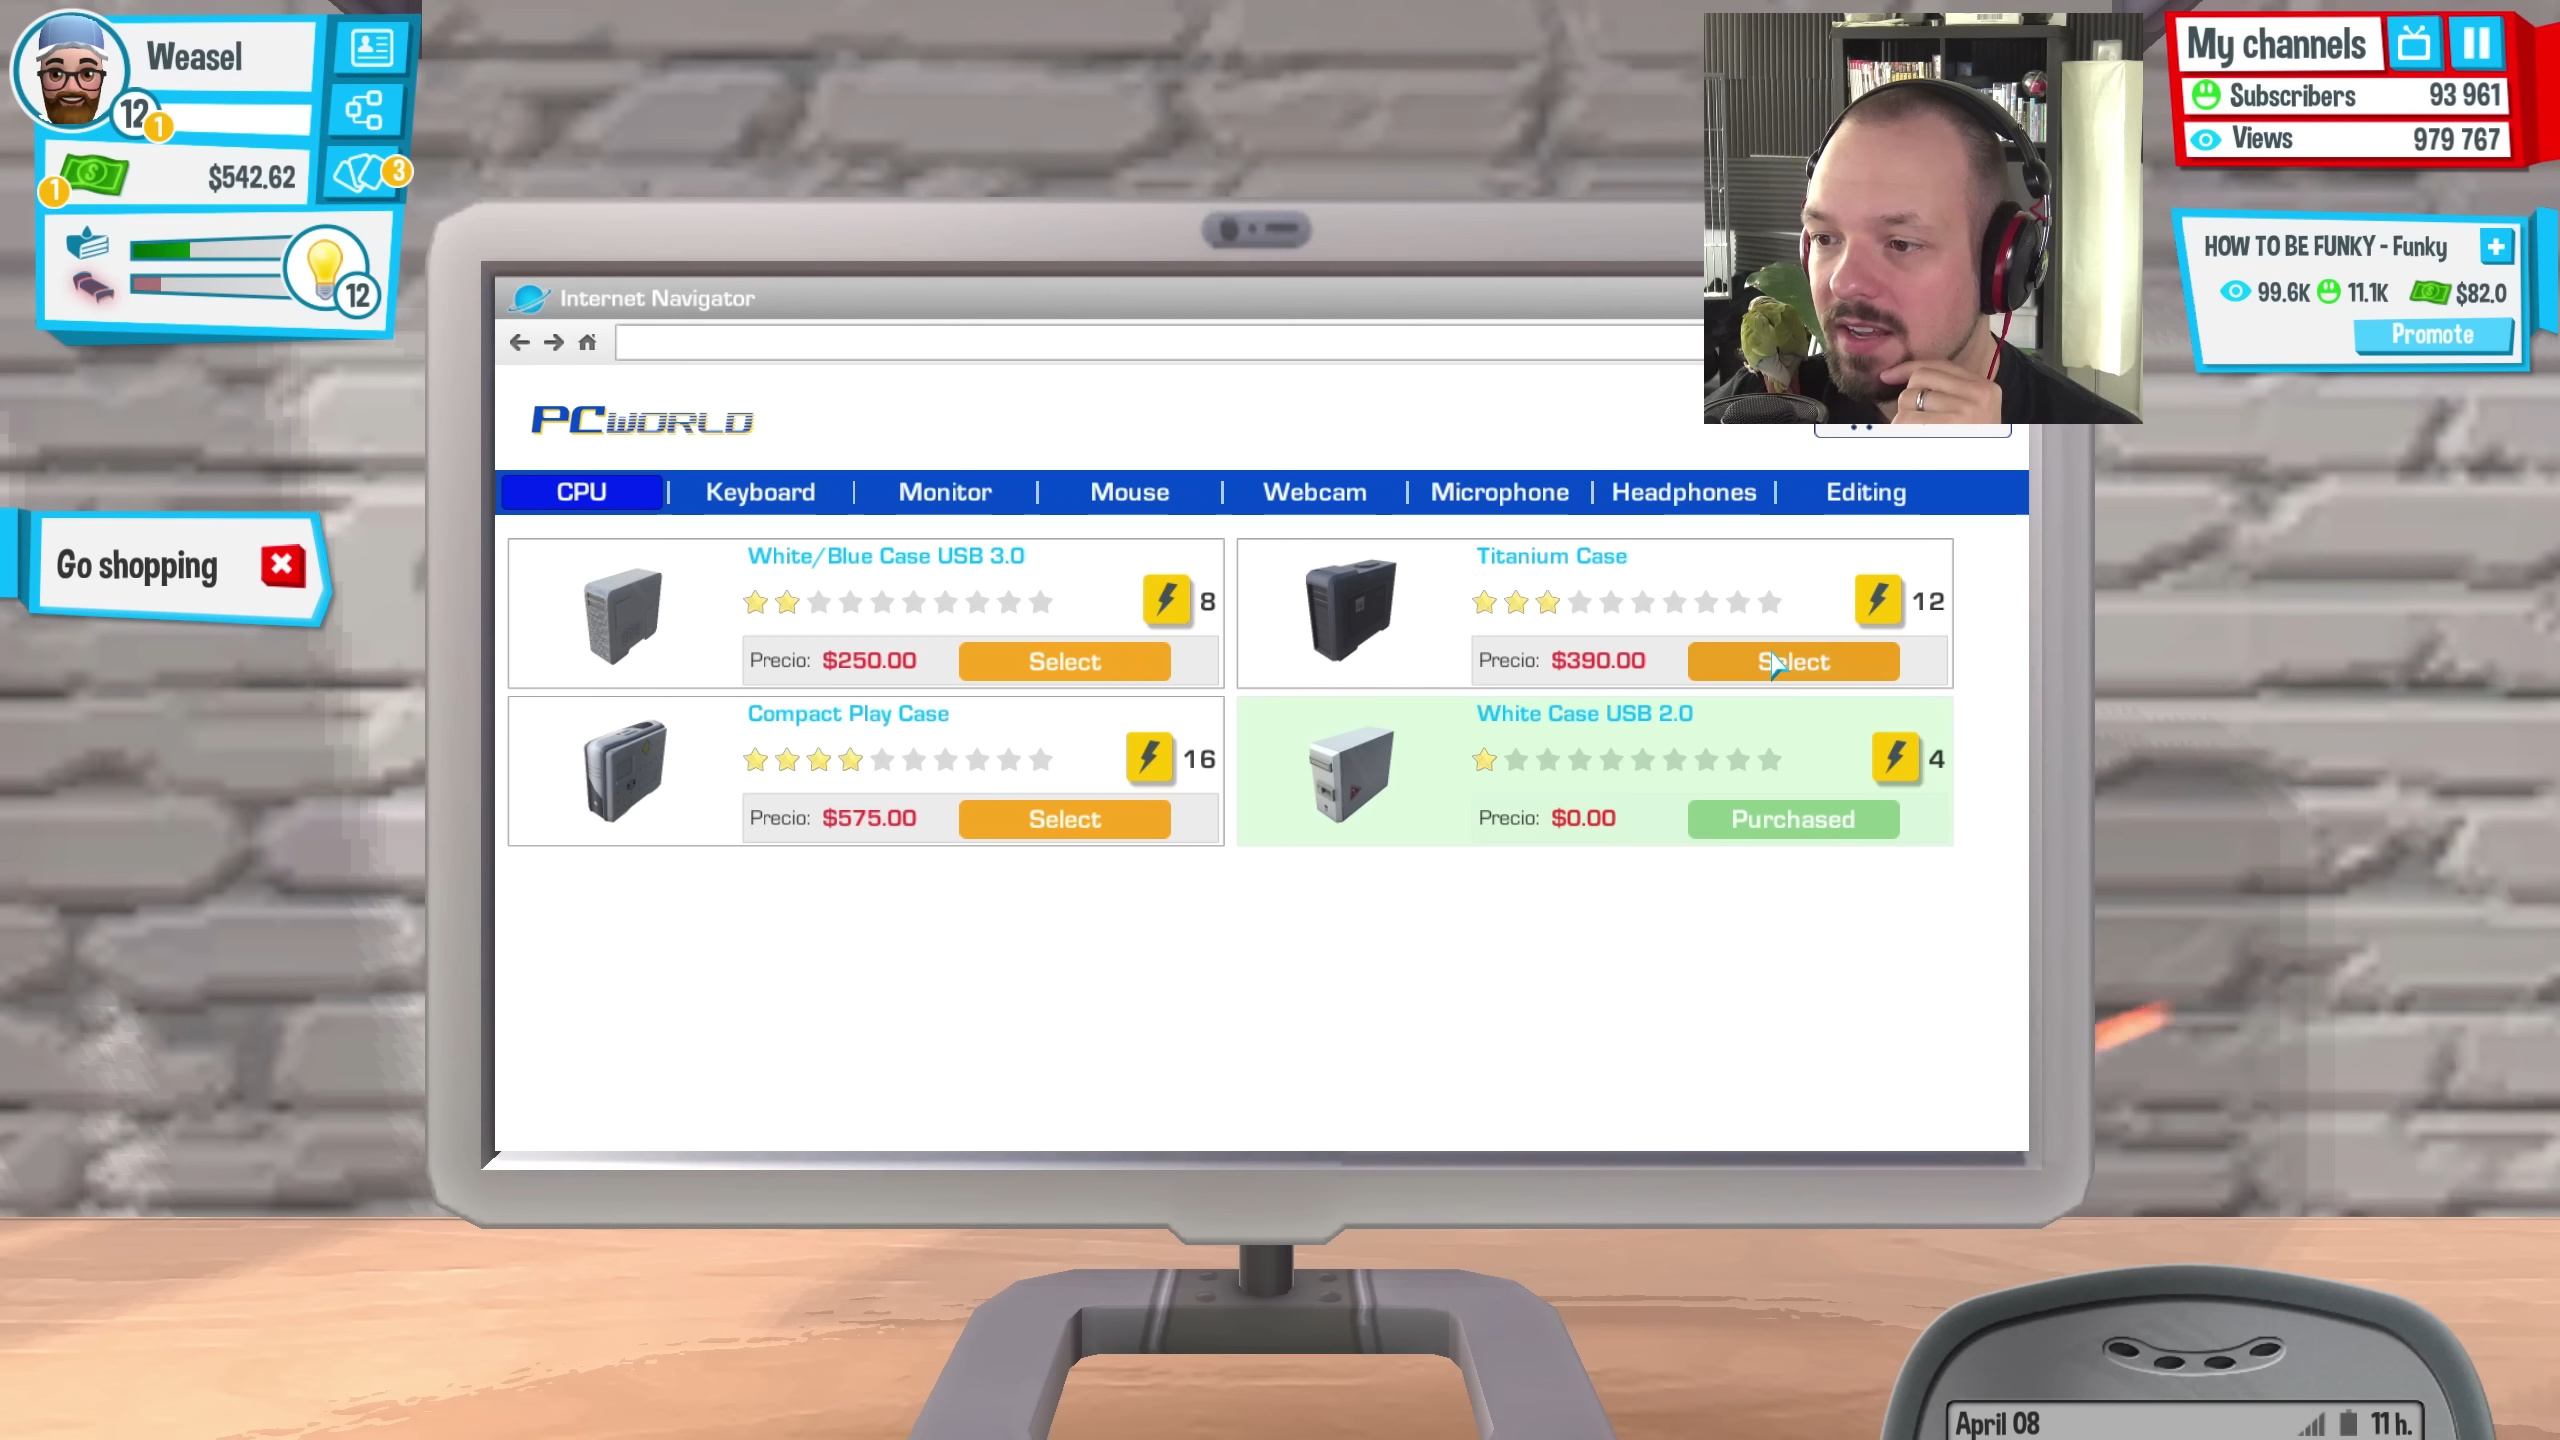 Weasel
12
1
$542.62
1
3
12
Go shopping
My channels
Subscribers 93 961
Views 979 767
HOW TO BE FUNKY - Funky
99.6K 11.1K $82.0
Promote
Internet Navigator
PCWORLD
CPU | Keyboard | Monitor | Mouse | Webcam | Microphone | Headphones | Editing
White/Blue Case USB 3.0
8
Precio: $250.00 Select
Titanium Case
12
Precio: $390.00 Select
Compact Play Case
16
Precio: $575.00 Select
White Case USB 2.0
4
Precio: $0.00 Purchased
April 08 11 h.